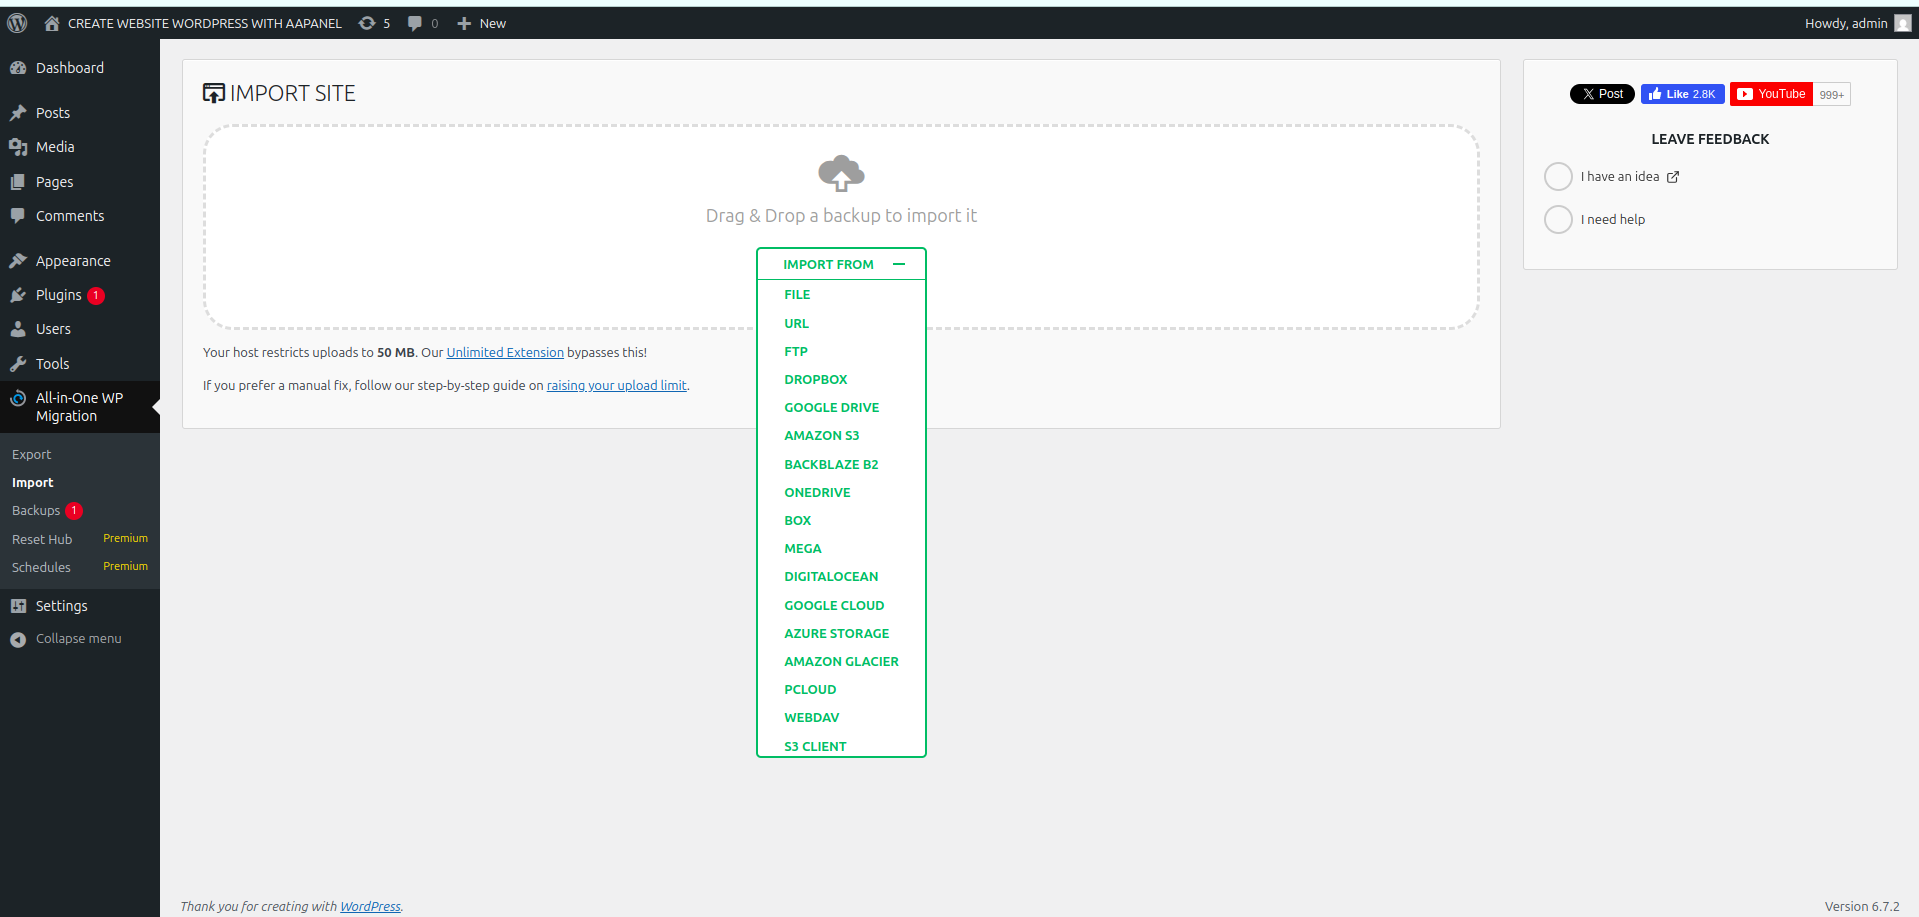 CREATE WEBSITE WORDPRESS WITH AAPANEL 5 0 New Howdy, admin
Dashboard
Posts
Media
Pages
Comments
Appearance
Plugins 1
Users
Tools
All-in-One WP
Migration
Export
Import
Backups 1
Reset Hub Premium
Schedules Premium
Settings
Collapse menu
IMPORT SITE
Drag & Drop a backup to import it
IMPORT FROM
FILE
URL
FTP
DROPBOX
GOOGLE DRIVE
AMAZON S3
BACKBLAZE B2
ONEDRIVE
BOX
MEGA
DIGITALOCEAN
GOOGLE CLOUD
AZURE STORAGE
AMAZON GLACIER
PCLOUD
WEBDAV
S3 CLIENT
Your host restricts uploads to 50 MB. Our Unlimited Extension bypasses this!
If you prefer a manual fix, follow our step-by-step guide on raising your upload limit.
X Post Like 2.8K YouTube 999+
LEAVE FEEDBACK
I have an idea
I need help
Thank you for creating with WordPress.
Version 6.7.2